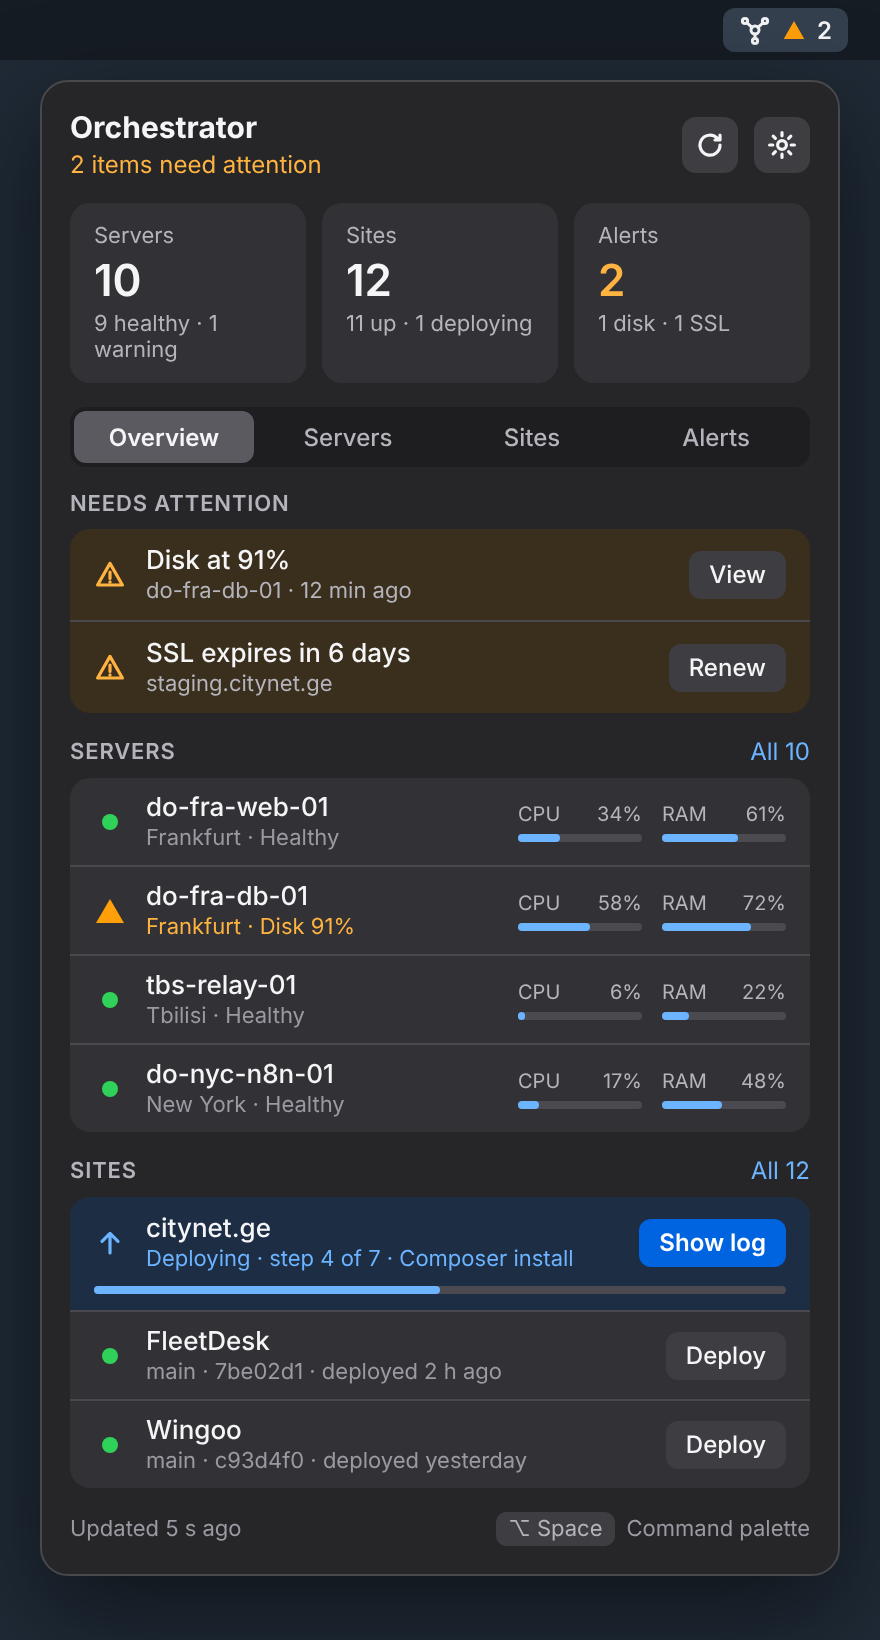 2
Orchestrator
2 items need attention
Servers
10
9 healthy · 1
warning
Sites
12
11 up · 1 deploying
Alerts
2
1 disk · 1 SSL
Overview
Servers
Sites
Alerts
NEEDS ATTENTION
Disk at 91%
do-fra-db-01 · 12 min ago
View
SSL expires in 6 days
staging.citynet.ge
Renew
SERVERS
All 10
do-fra-web-01
Frankfurt · Healthy
CPU 34%
RAM 61%
do-fra-db-01
Frankfurt · Disk 91%
CPU 58%
RAM 72%
tbs-relay-01
Tbilisi · Healthy
CPU 6%
RAM 22%
do-nyc-n8n-01
New York · Healthy
CPU 17%
RAM 48%
SITES
All 12
citynet.ge
Deploying · step 4 of 7 · Composer install
Show log
FleetDesk
main · 7be02d1 · deployed 2 h ago
Deploy
Wingoo
main · c93d4f0 · deployed yesterday
Deploy
Updated 5 s ago
⌥ Space
Command palette